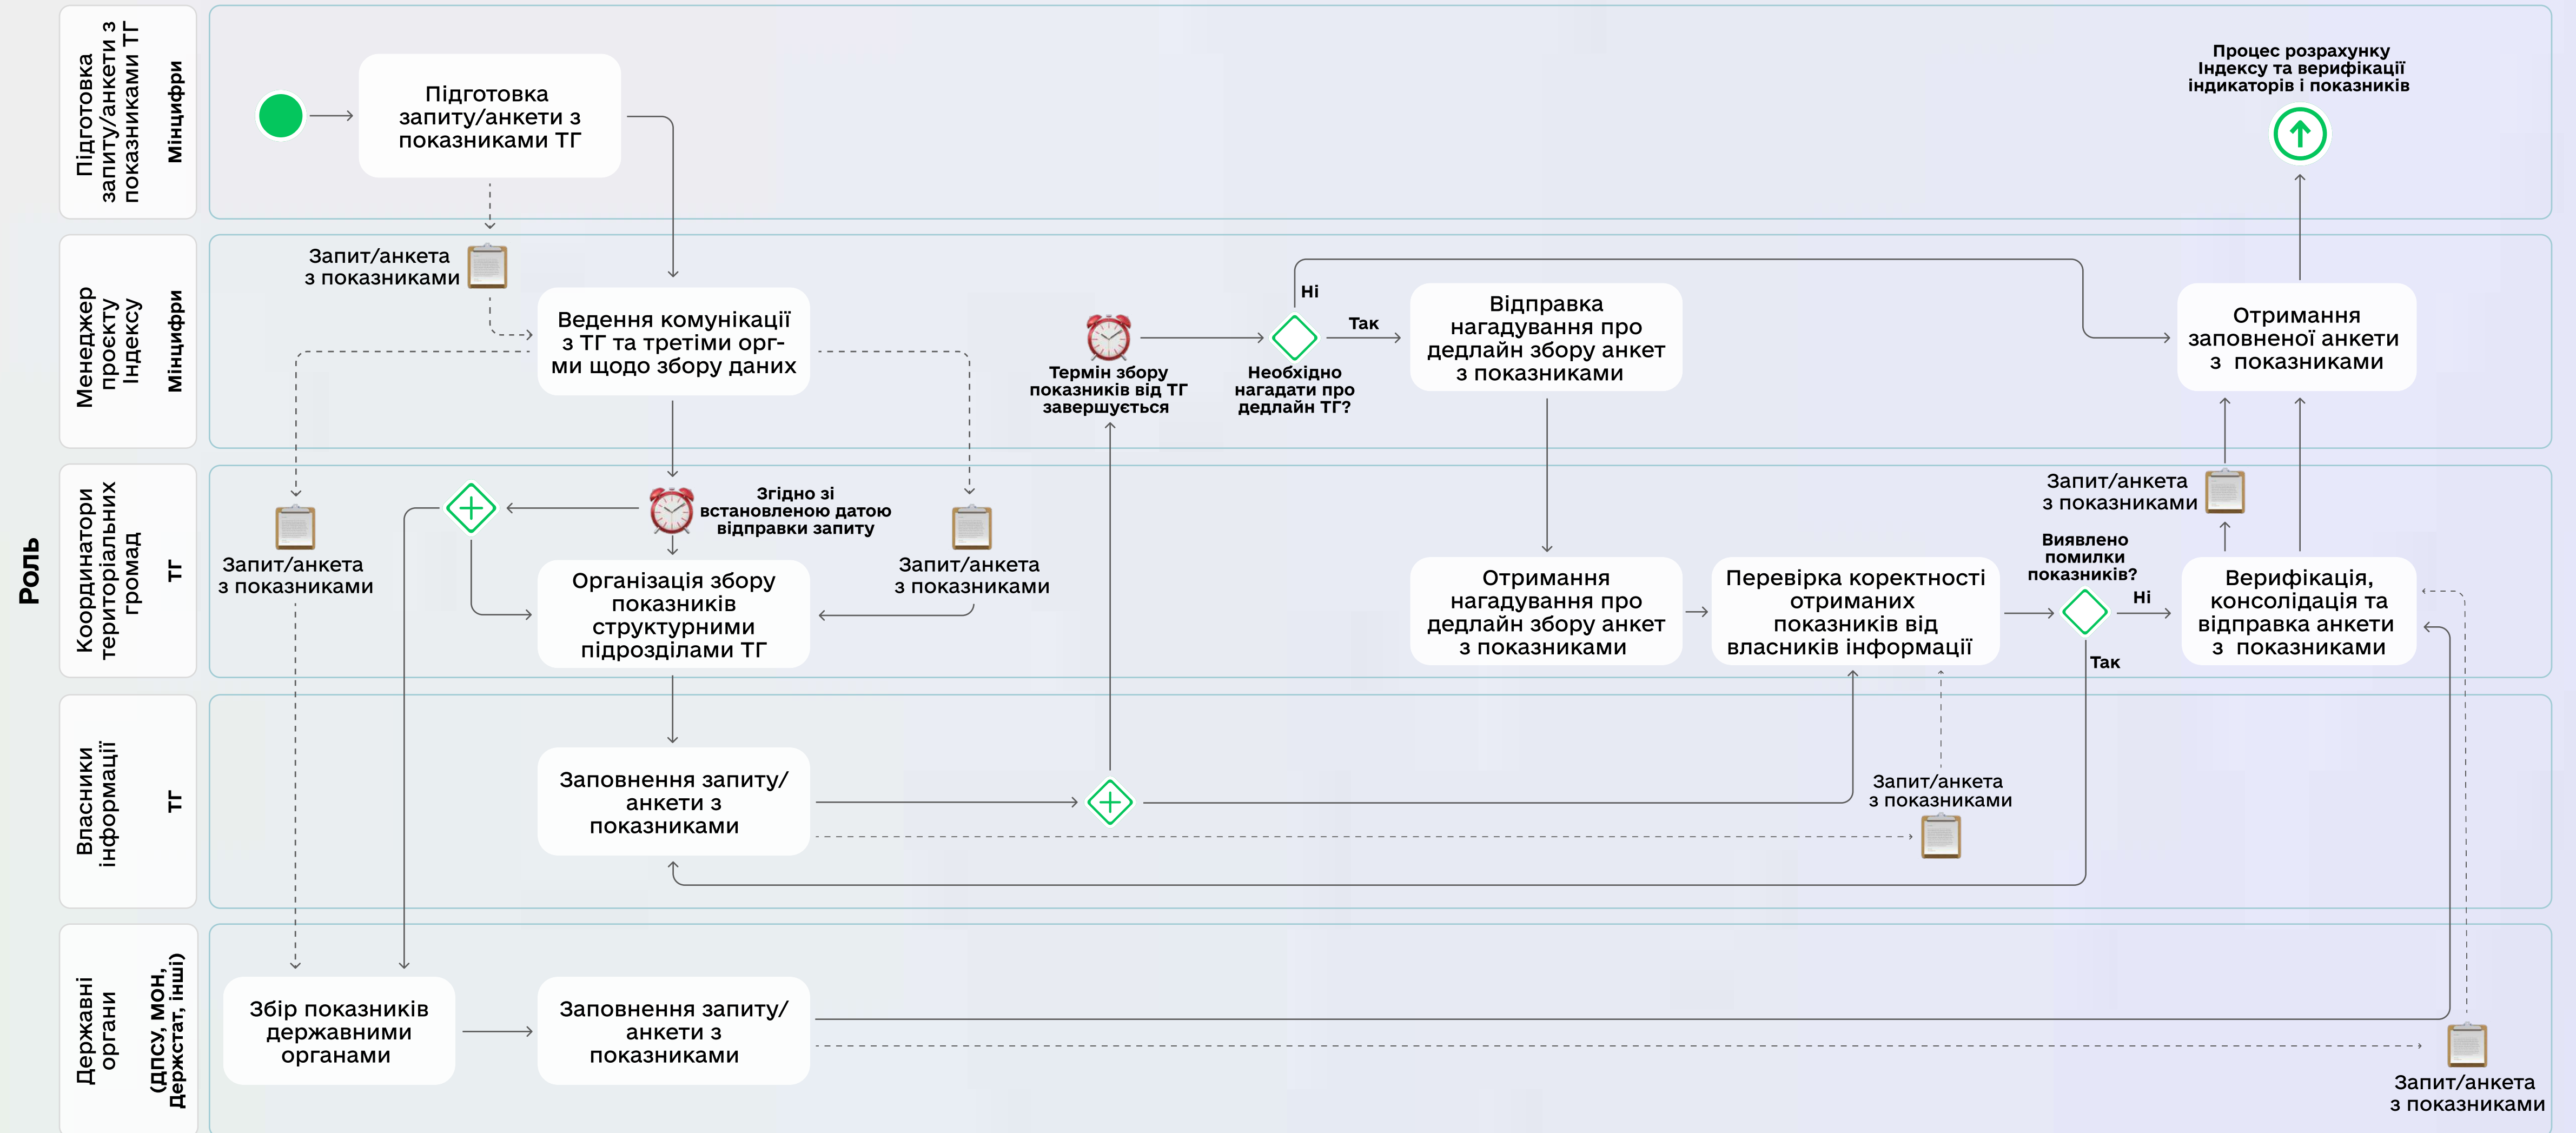 Роль
Підготовка
запиту/анкети з
показниками ТГ
Мінцифри
Підготовка
запиту/анкети з
показниками ТГ
Процес розрахунку
Індексу та верифікації
індикаторів і показників
Менеджер
проєкту
Індексу
Мінцифри
Запит/анкета
з показниками
Ведення комунікації
з ТГ та третіми орг-
ми щодо збору даних
Термін збору
показників від ТГ
завершується
Ні
Так
Необхідно
нагадати про
дедлайн ТГ?
Відправка
нагадування про
дедлайн збору анкет
з показниками
Отримання
заповненої анкети
з показниками
Координатори
територіальних
громад
ТГ
Запит/анкета
з показниками
Згідно зі
встановленою датою
відправки запиту
Організація збору
показників
структурними
підрозділами ТГ
Запит/анкета
з показниками
Отримання
нагадування про
дедлайн збору анкет
з показниками
Перевірка коректності
отриманих
показників від
власників інформації
Запит/анкета
з показниками
Виявлено
помилки
показників?
Ні
Так
Верифікація,
консолідація та
відправка анкети
з показниками
Власники
інформації
ТГ
Заповнення запиту/
анкети з
показниками
Запит/анкета
з показниками
Державні
органи
(ДПСУ, МОН,
Держстат, інші)
Збір показників
державними
органами
Заповнення запиту/
анкети з
показниками
Запит/анкета
з показниками